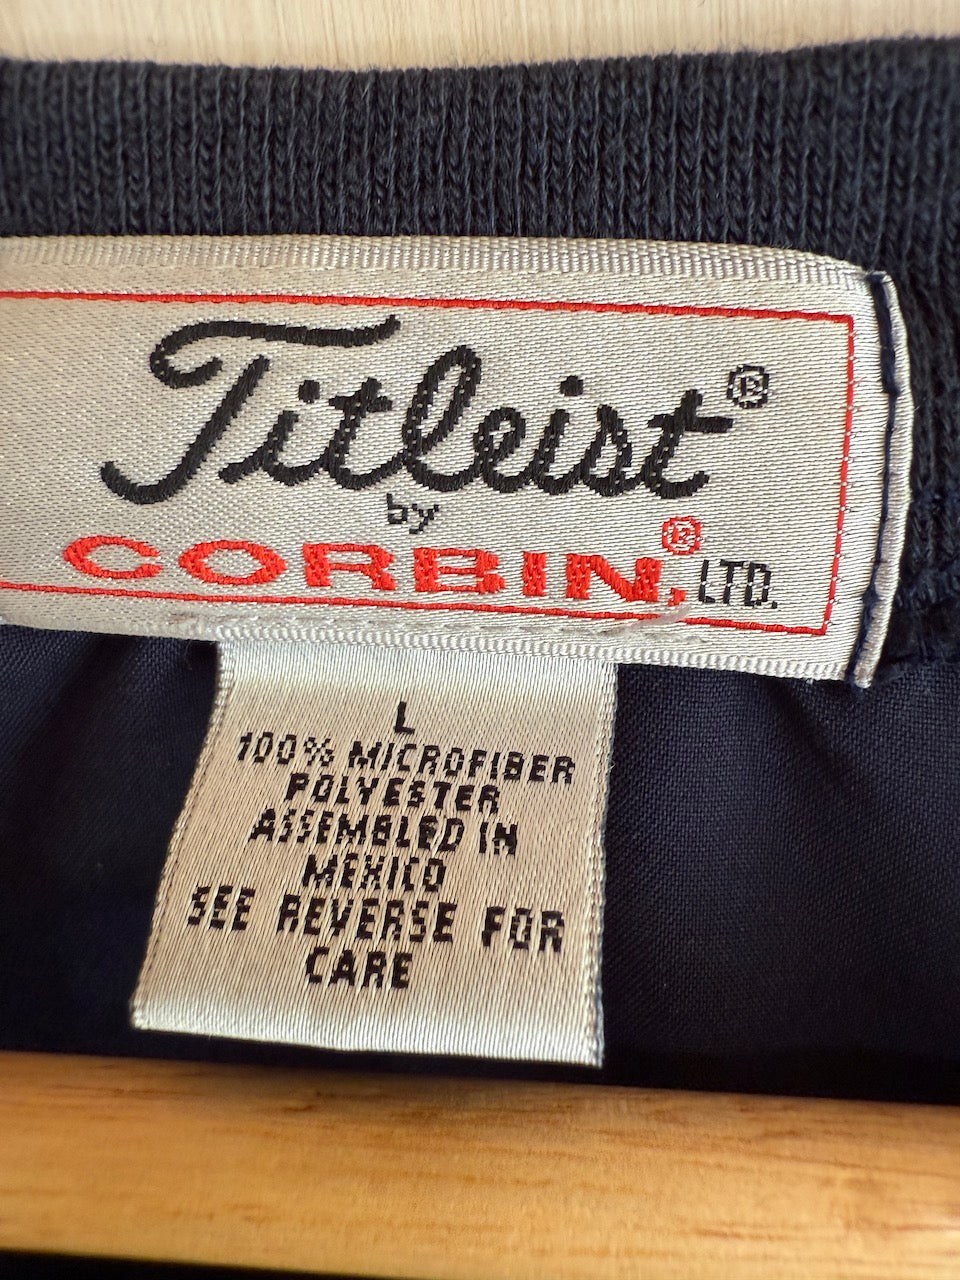 Titleist®
by
CORBIN,® LTD.
L
100% MICROFIBER
POLYESTER
ASSEMBLED IN
MEXICO
SEE REVERSE FOR
CARE